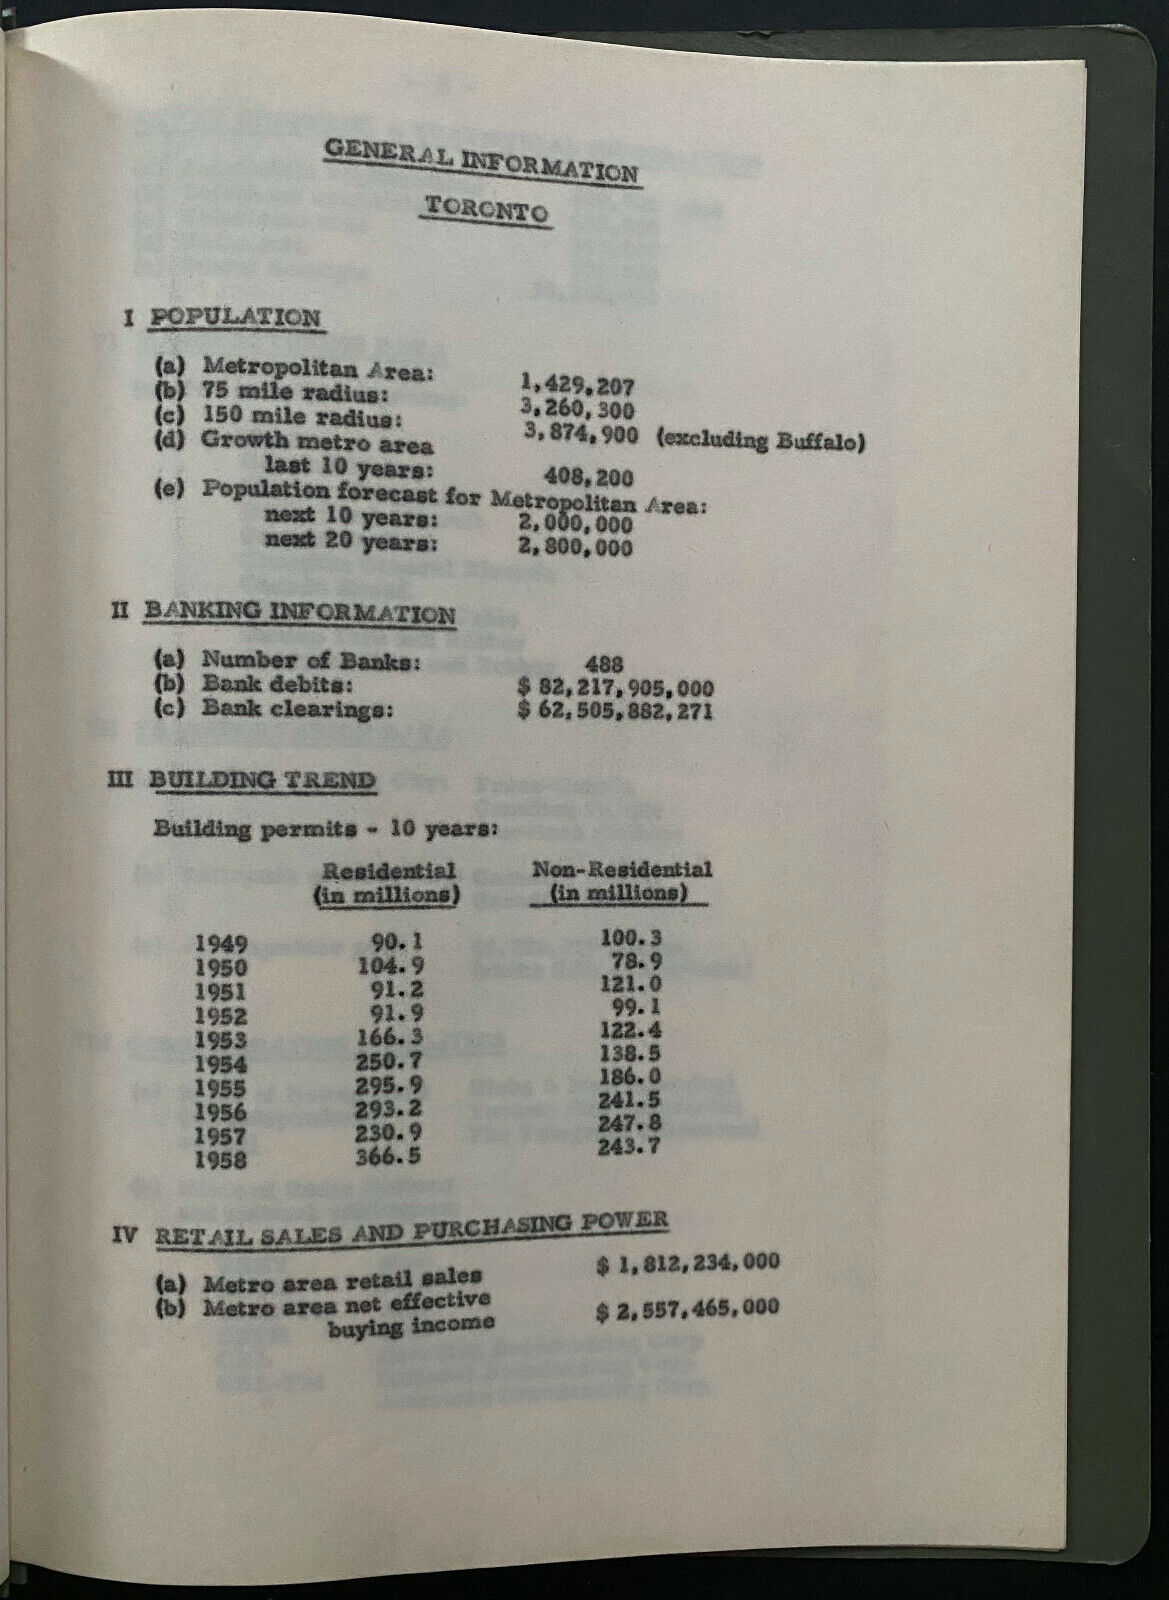 GENERAL INFORMATION
TORONTO
I POPULATION
(a) Metropolitan Area: 1,429,207
(b) 75 mile radius: 3,260,300
(c) 150 mile radius: 3,874,900 (excluding Buffalo)
(d) Growth metro area
last 10 years: 408,200
(e) Population forecast for Metropolitan Area:
next 10 years: 2,000,000
next 20 years: 2,800,000
II BANKING INFORMATION
(a) Number of Banks: 488
(b) Bank debits: $ 82,217,905,000
(c) Bank clearings: $ 62,505,882,271
III BUILDING TREND
Building permits - 10 years:
Residential Non-Residential
(in millions) (in millions)
1949 90.1 100.3
1950 104.9 78.9
1951 91.2 121.0
1952 91.9 99.1
1953 166.3 122.4
1954 250.7 138.5
1955 295.9 186.0
1956 293.2 241.5
1957 230.9 247.8
1958 366.5 243.7
IV RETAIL SALES AND PURCHASING POWER
(a) Metro area retail sales $ 1,812,234,000
(b) Metro area net effective
buying income $ 2,557,465,000